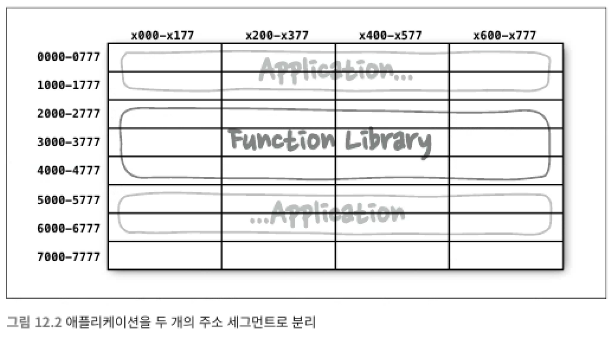 x000-x177 x200-x377 x400-x577 x600-x777
0000-0777
Application...
1000-1777
2000-2777
3000-3777 Function Library
4000-4777
5000-5777
...Application
6000-6777
7000-7777
그림 12.2 애플리케이션을 두 개의 주소 세그먼트로 분리